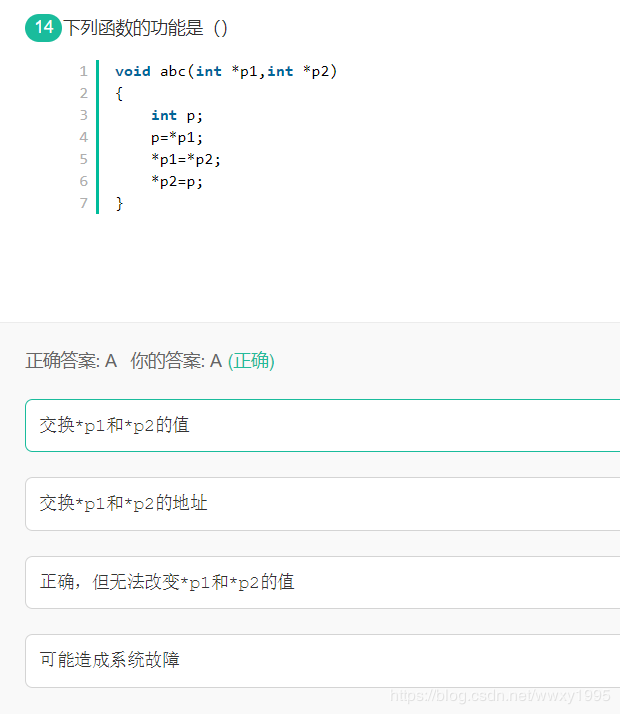 14 下列函数的功能是（）
1 void abc(int *p1,int *p2)
2 {
3 int p;
4 p=*p1;
5 *p1=*p2;
6 *p2=p;
7 }
正确答案: A 你的答案: A (正确)
交换*p1和*p2的值
交换*p1和*p2的地址
正确，但无法改变*p1和*p2的值
可能造成系统故障
https://blog.csdn.net/wwxy1995